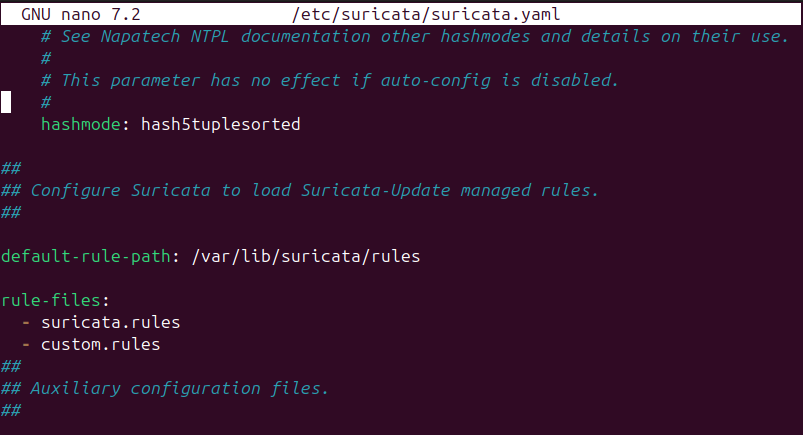 GNU nano 7.2 /etc/suricata/suricata.yaml
# See Napatech NTPL documentation other hashmodes and details on their use.
#
# This parameter has no effect if auto-config is disabled.
#
hashmode: hash5tuplesorted
##
## Configure Suricata to load Suricata-Update managed rules.
##
default-rule-path: /var/lib/suricata/rules
rule-files:
- suricata.rules
- custom.rules
##
## Auxiliary configuration files.
##